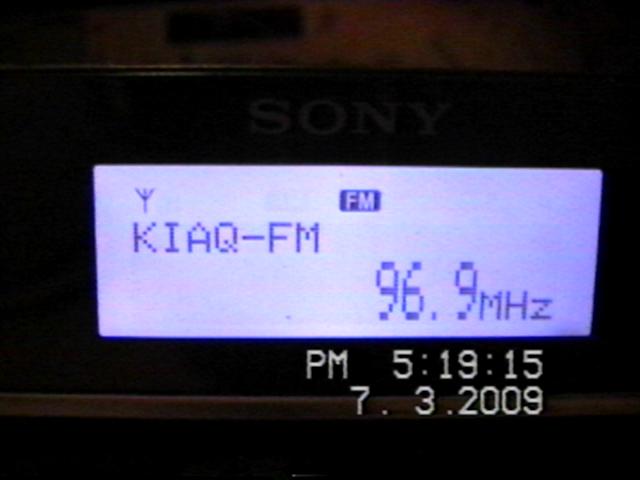 SONY
FM
KIAQ-FM
96.9MHz
PM 5:19:15
7. 3.2009